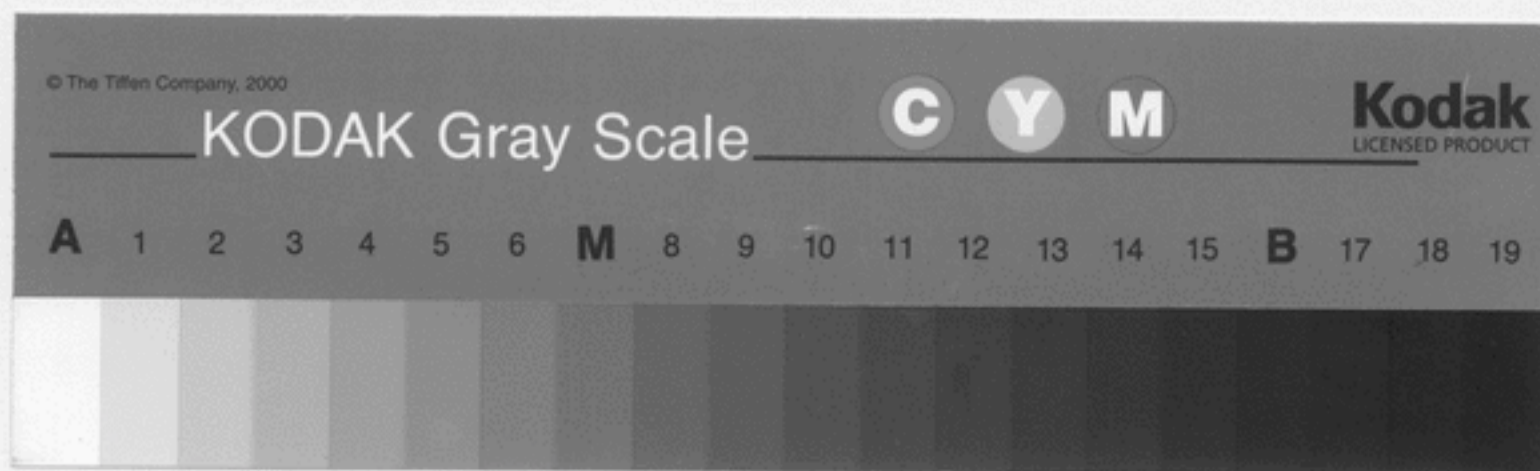 © The Tiffen Company, 2000
KODAK Gray Scale
C Y M
Kodak
LICENSED PRODUCT
A 1 2 3 4 5 6 M 8 9 10 11 12 13 14 15 B 17 18 19